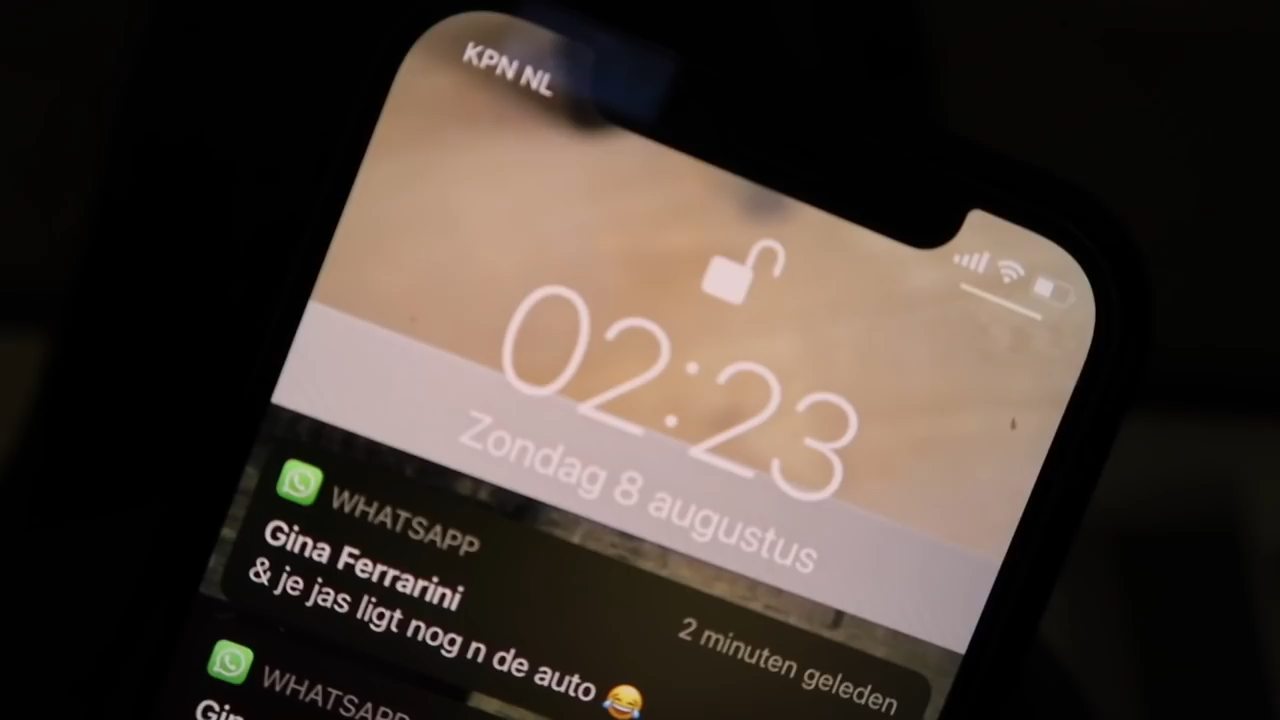 KPN NL
02:23
Zondag 8 augustus
WHATSAPP
2 minuten geleden
Gina Ferrarini
& je jas ligt nog n de auto 😂
WHATSAPP